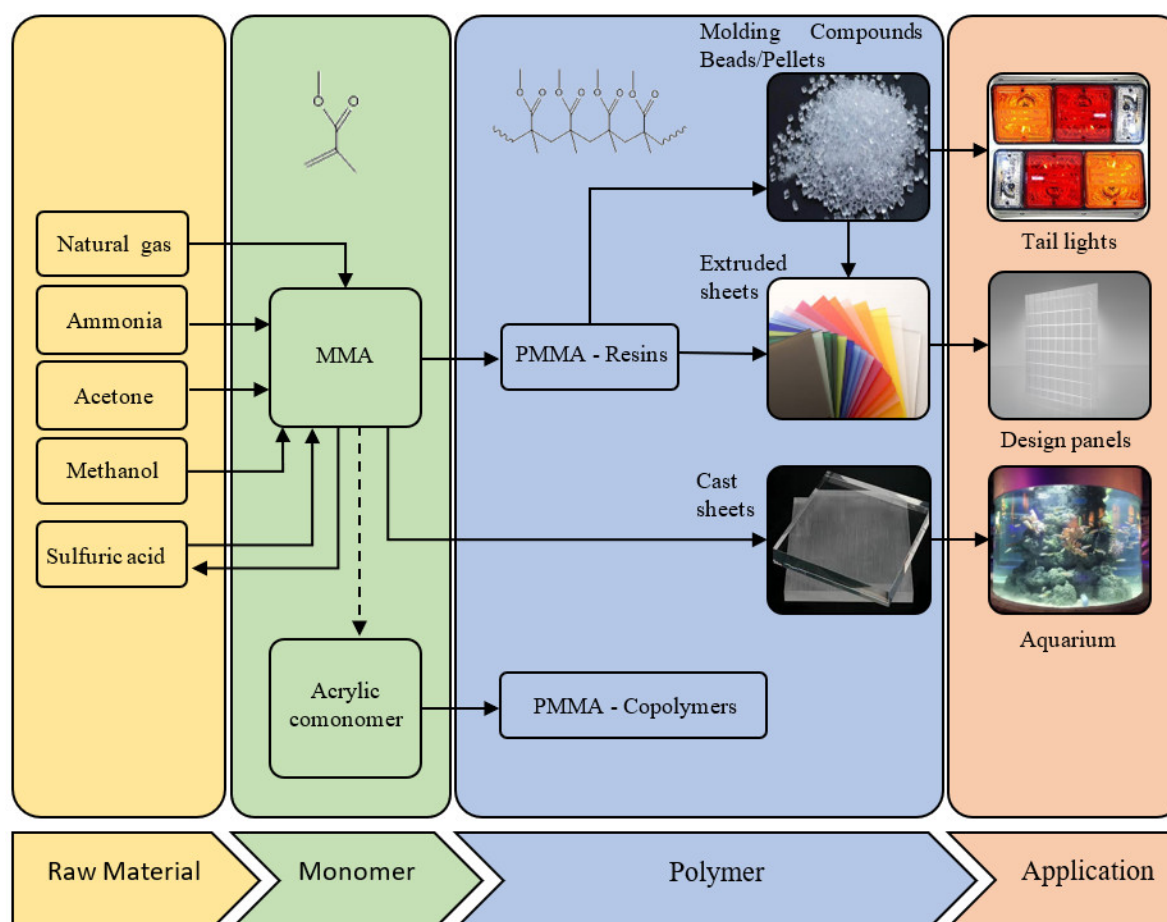 Molding Compounds
Beads/Pellets
O
O
O
O
O
O
O
O
O
O
Natural gas
Ammonia
Acetone
Methanol
Sulfuric acid
MMA
Acrylic
comonomer
PMMA - Resins
Extruded
sheets
Cast
sheets
PMMA - Copolymers
Tail lights
Design panels
Aquarium
Raw Material
Monomer
Polymer
Application